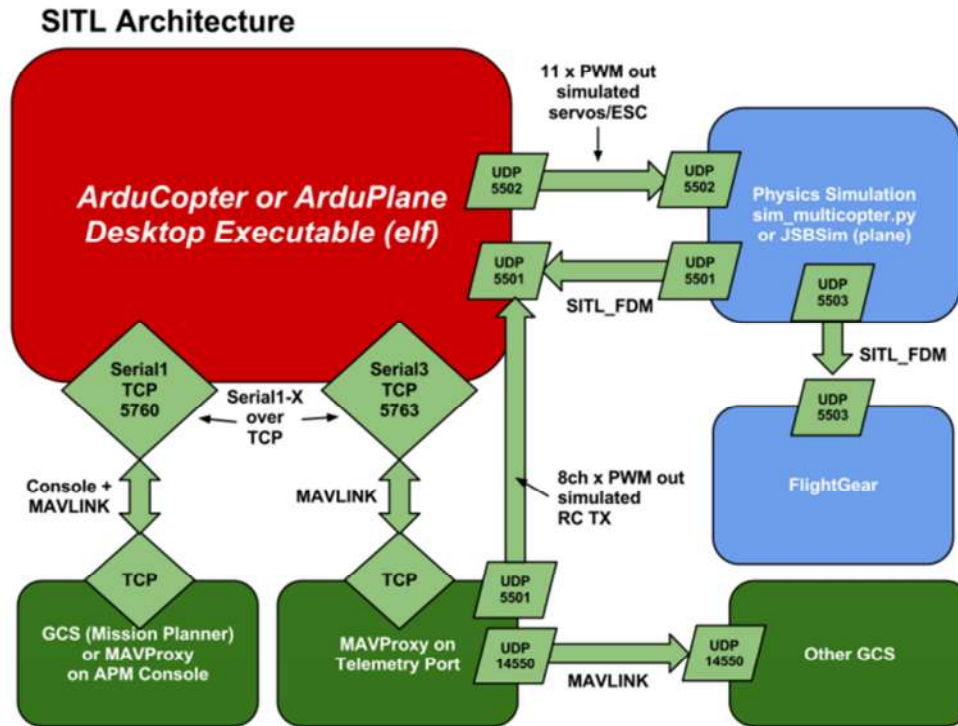 SITL Architecture
11 x PWM out
simulated
servos/ESC
ArduCopter or ArduPlane
Desktop Executable (elf)
UDP
5502
UDP
5502
Physics Simulation
sim_multicopter.py
or JSBSim (plane)
UDP
5501
UDP
5501
SITL_FDM
UDP
5503
SITL_FDM
Serial1
TCP
5760
Serial1-X
over
TCP
Serial3
TCP
5763
UDP
5503
FlightGear
Console +
MAVLINK
MAVLINK
8ch x PWM out
simulated
RC TX
TCP
TCP
UDP
5501
GCS (Mission Planner)
or MAVProxy
on APM Console
MAVProxy on
Telemetry Port
UDP
14550
MAVLINK
UDP
14550
Other GCS